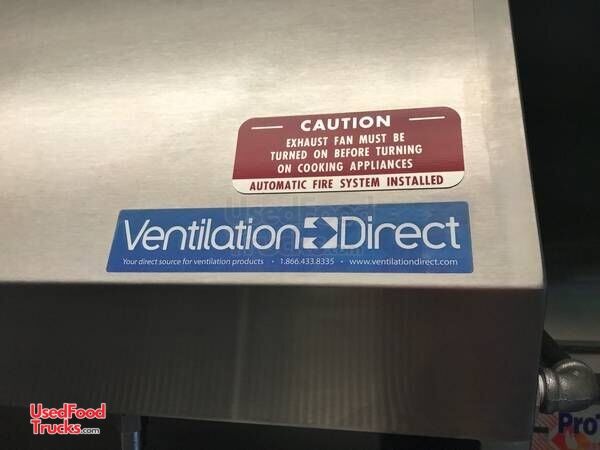 CAUTION
EXHAUST FAN MUST BE
TURNED ON BEFORE TURNING
ON COOKING APPLIANCES
AUTOMATIC FIRE SYSTEM INSTALLED
Ventilation Direct
Your direct source for ventilation products • 1.866.433.8335 • www.ventilationdirect.com
UsedFood
Trucks.com
Pro